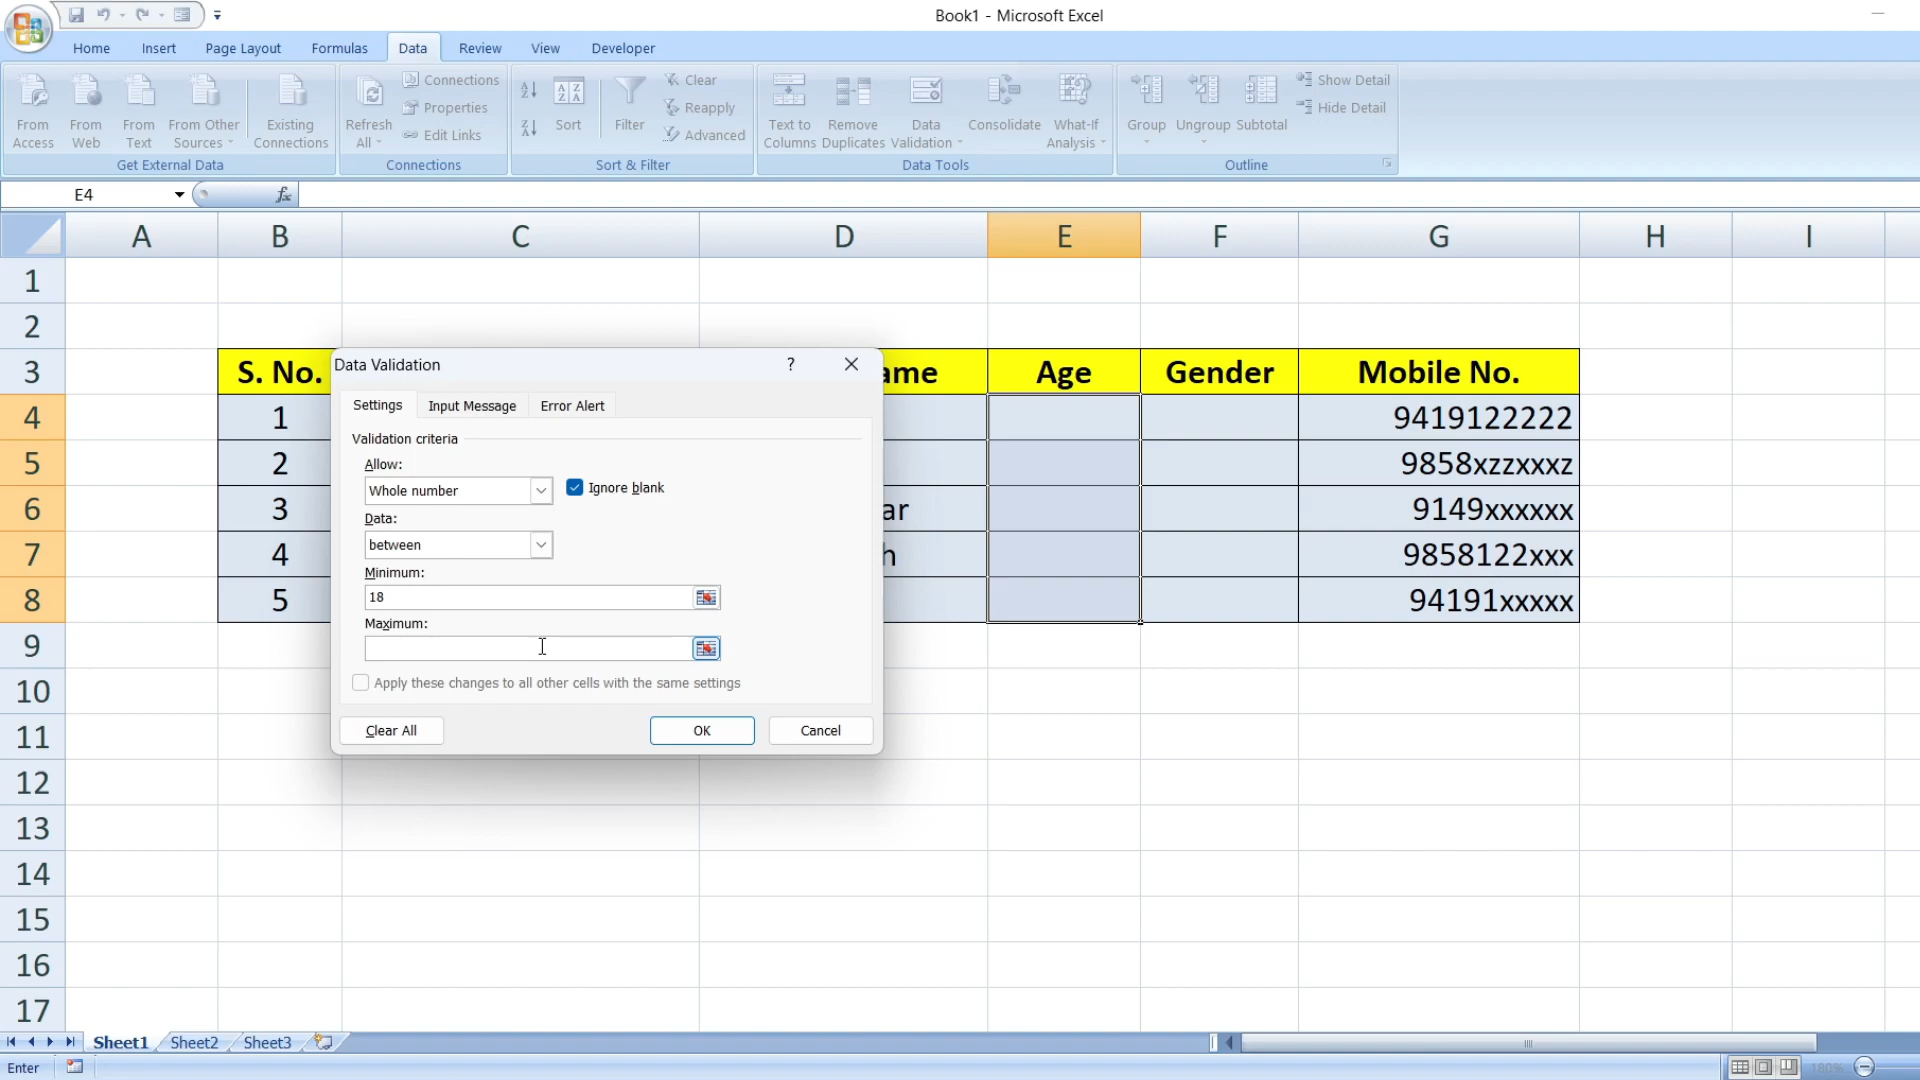 Book1 - Microsoft Excel
Home Insert Page Layout Formulas Data Review View Developer
From Access
From Web
From Text
From Other Sources
Existing Connections
Get External Data
Refresh All
Connections
Properties
Edit Links
Connections
Sort
Filter
Clear
Reapply
Advanced
Sort & Filter
Text to Columns
Remove Duplicates
Data Validation
Consolidate
What-If Analysis
Data Tools
Group
Ungroup
Subtotal
Show Detail
Hide Detail
Outline
E4 fx
A B C D E F G H I
1
2
3 S. No. ame Age Gender Mobile No.
4 1 9419122222
5 2 9858xzzxxxz
6 3 ar 9149xxxxxx
7 4 h 9858122xxx
8 5 94191xxxxx
9
10
11
12
13
14
15
16
17
Data Validation ?
Settings Input Message Error Alert
Validation criteria
Allow:
Whole number Ignore blank
Data:
between
Minimum:
18
Maximum:
Apply these changes to all other cells with the same settings
Clear All OK Cancel
Sheet1 Sheet2 Sheet3
Enter 180%